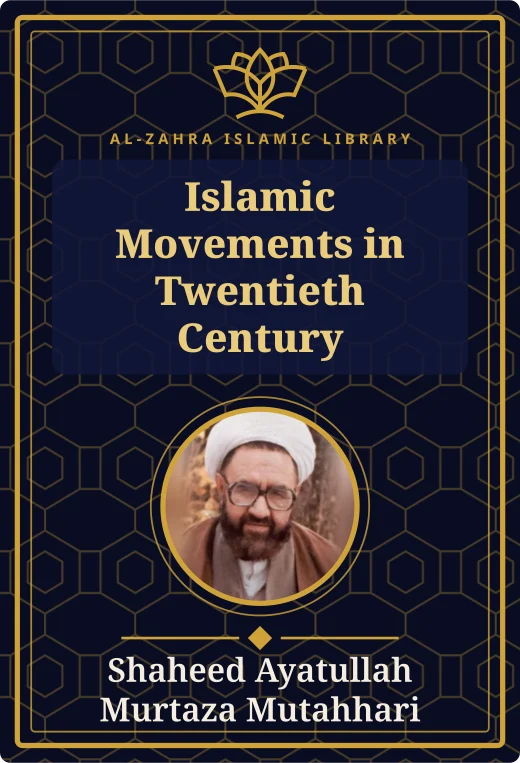 AL-ZAHRA ISLAMIC LIBRARY
Islamic
Movements in
Twentieth
Century
Shaheed Ayatullah
Murtaza Mutahhari